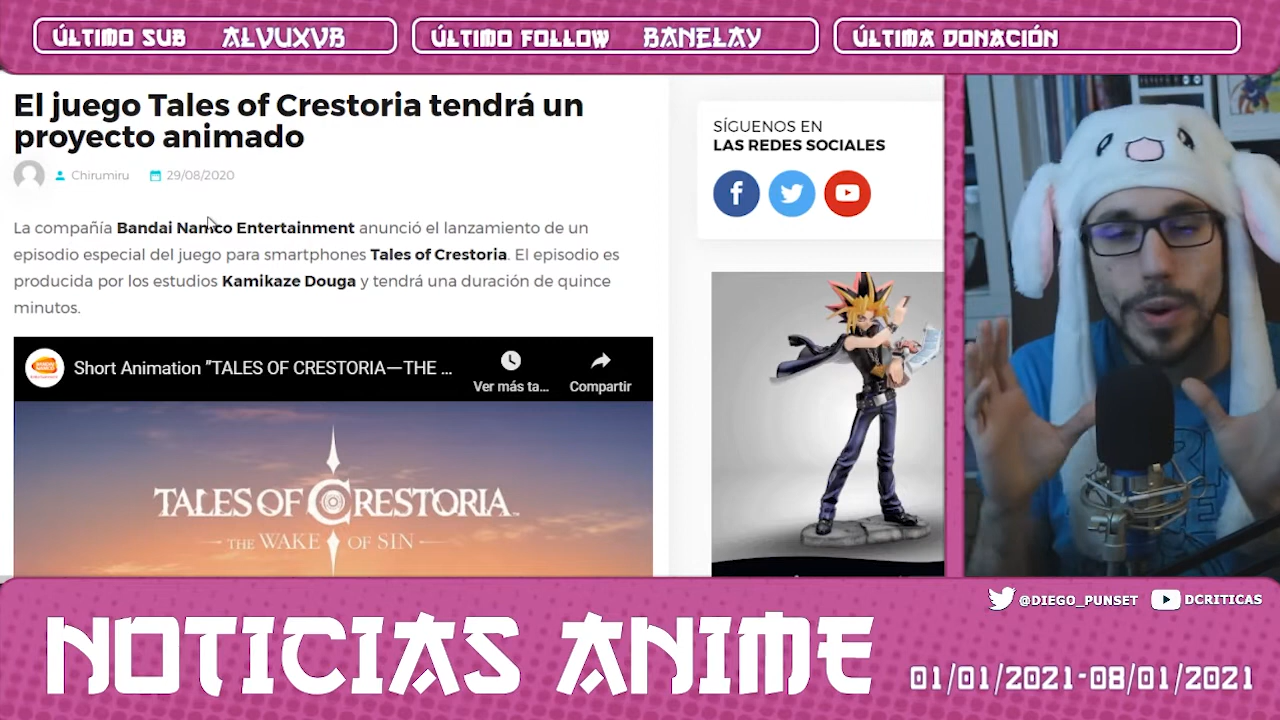 ÚLTIMO SUB ALVUXVB
ÚLTIMO FOLLOW BANELAY
ÚLTIMA DONACIÓN
El juego Tales of Crestoria tendrá un
proyecto animado
Chirumiru 29/08/2020
La compañía Bandai Namco Entertainment anunció el lanzamiento de un
episodio especial del juego para smartphones Tales of Crestoria. El episodio es
producida por los estudios Kamikaze Douga y tendrá una duración de quince
minutos.
Short Animation "TALES OF CRESTORIA—THE ...
Ver más ta...
Compartir
TALES OF CRESTORIA
THE WAKE OF SIN
SÍGUENOS EN
LAS REDES SOCIALES
@DIEGO_PUNSET DCRITICAS
NOTICIAS ANIME
01/01/2021-08/01/2021